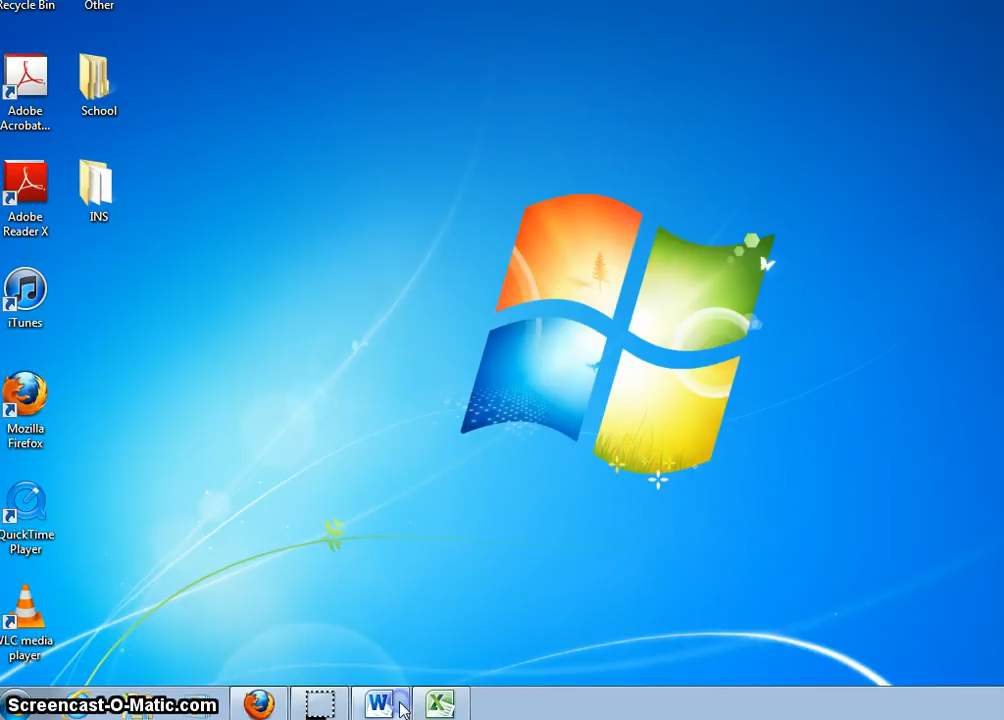 Recycle Bin
Other
Adobe
Acrobat...
School
Adobe
Reader X
INS
iTunes
Mozilla
Firefox
QuickTime
Player
VLC media
player
Screencast-O-Matic.com